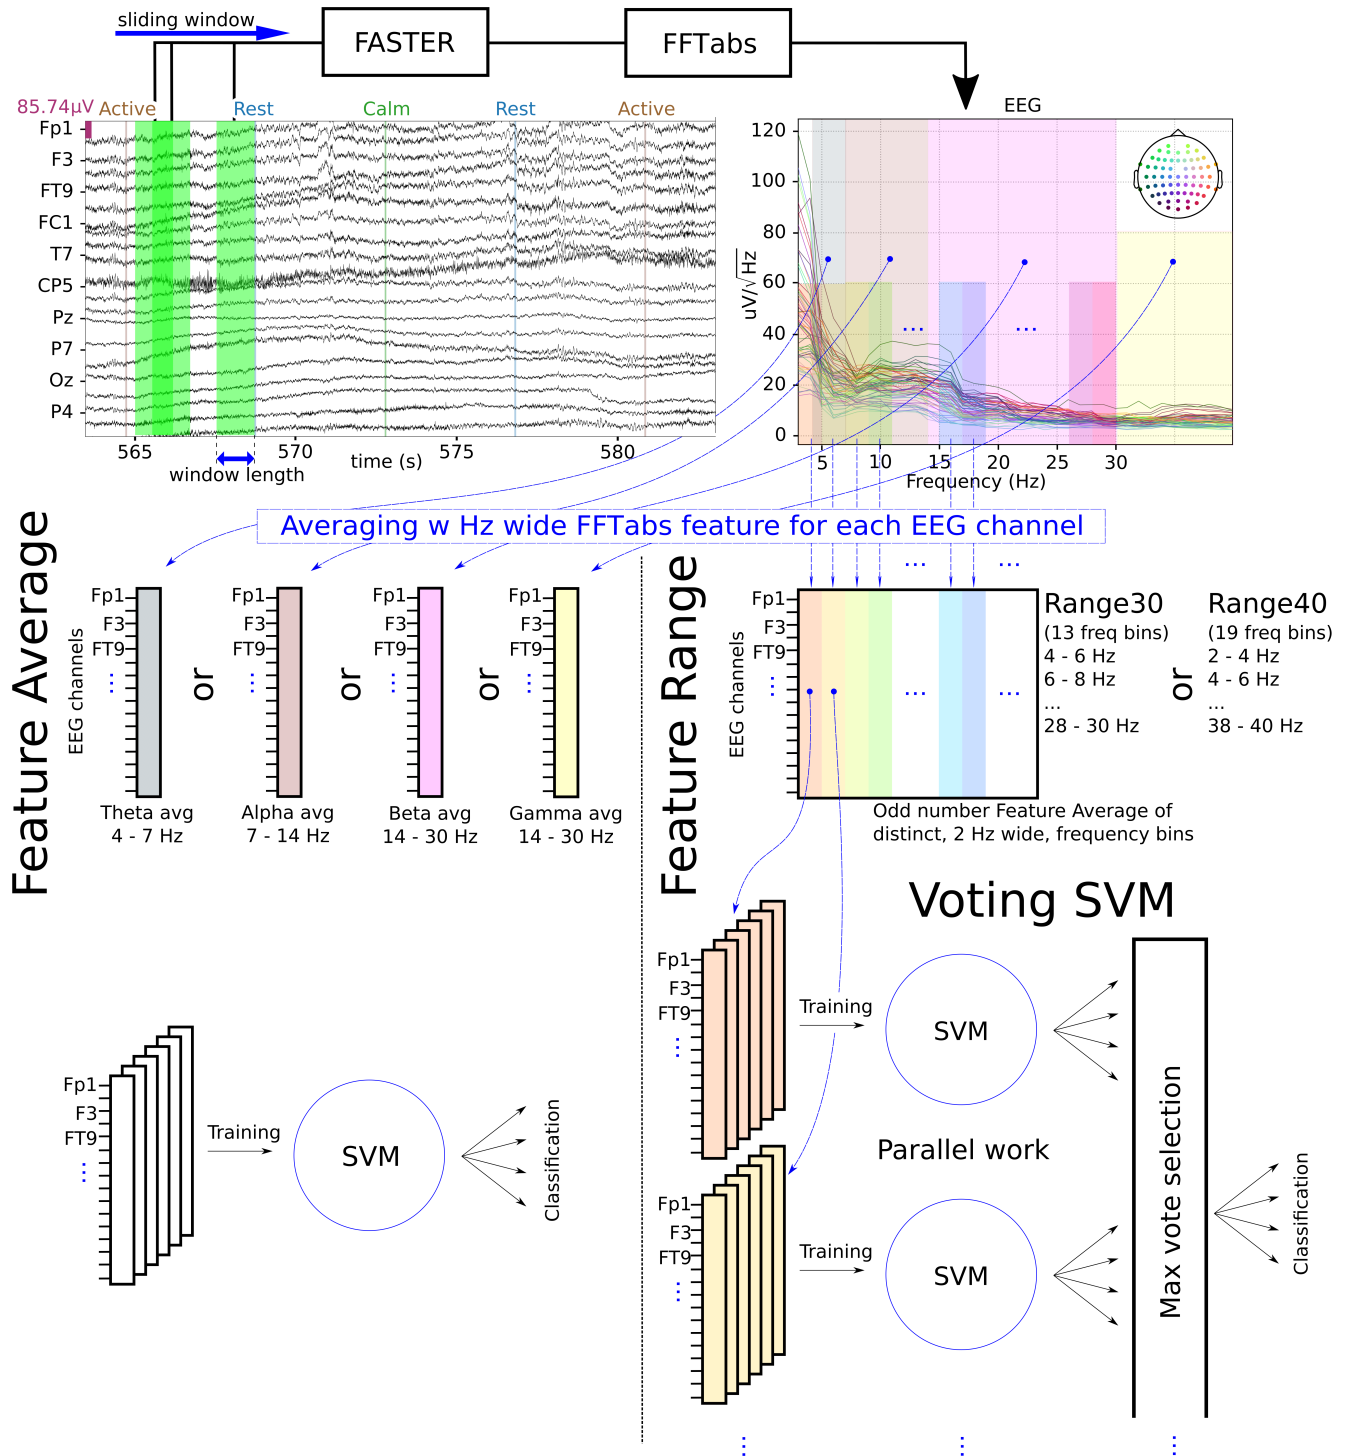 sliding window
FASTER
FFTabs
85.74µV
Active
Rest
Calm
Rest
Active
Fp1
F3
FT9
FC1
T7
CP5
Pz
P7
Oz
P4
565
570
575
580
time (s)
window length
EEG
uV/√Hz
120
100
80
60
40
20
0
...
...
5
10
15
20
25
30
Frequency (Hz)
Averaging w Hz wide FFTabs feature for each EEG channel
Feature Average
EEG channels
Fp1
F3
FT9
...
or
Fp1
F3
FT9
...
or
Fp1
F3
FT9
...
or
Fp1
F3
FT9
...
Theta avg
4 - 7 Hz
Alpha avg
7 - 14 Hz
Beta avg
14 - 30 Hz
Gamma avg
14 - 30 Hz
Fp1
F3
FT9
...
Training
SVM
Classification
Feature Range
EEG channels
...
...
Fp1
F3
FT9
...
...
...
Range30
(13 freq bins)
4 - 6 Hz
6 - 8 Hz
...
28 - 30 Hz
or
Range40
(19 freq bins)
2 - 4 Hz
4 - 6 Hz
...
38 - 40 Hz
Odd number Feature Average of
distinct, 2 Hz wide, frequency bins
Voting SVM
Fp1
F3
FT9
...
Training
SVM
Parallel work
Fp1
F3
FT9
...
Training
SVM
Max vote selection
Classification
...
...
...